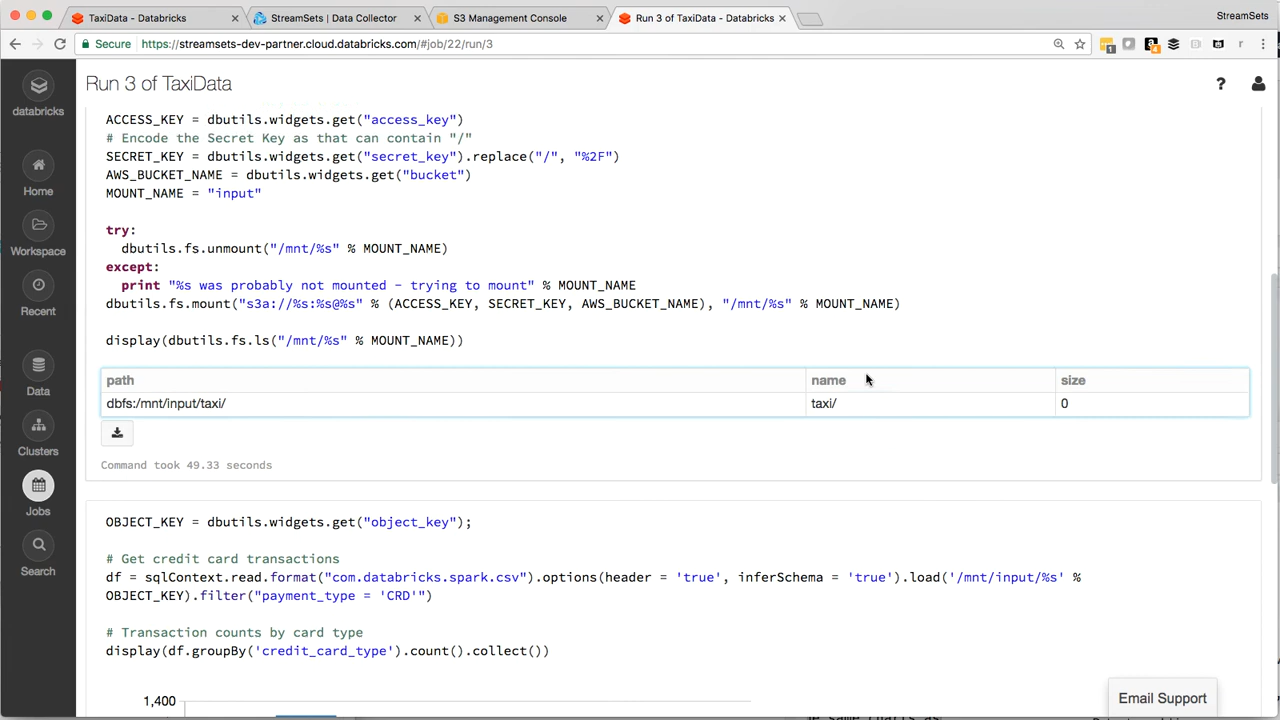 TaxiData - Databricks
StreamSets | Data Collector
S3 Management Console
Run 3 of TaxiData - Databricks
StreamSets
Secure
https://streamsets-dev-partner.cloud.databricks.com/#job/22/run/3
databricks
Home
Workspace
Recent
Data
Clusters
Jobs
Search
Run 3 of TaxiData
?
ACCESS_KEY = dbutils.widgets.get("access_key")
# Encode the Secret Key as that can contain "/"
SECRET_KEY = dbutils.widgets.get("secret_key").replace("/", "%2F")
AWS_BUCKET_NAME = dbutils.widgets.get("bucket")
MOUNT_NAME = "input"
try:
dbutils.fs.unmount("/mnt/%s" % MOUNT_NAME)
except:
print "%s was probably not mounted – trying to mount" % MOUNT_NAME
dbutils.fs.mount("s3a://%s:%s@%s" % (ACCESS_KEY, SECRET_KEY, AWS_BUCKET_NAME), "/mnt/%s" % MOUNT_NAME)
display(dbutils.fs.ls("/mnt/%s" % MOUNT_NAME))
path name size
dbfs:/mnt/input/taxi/ taxi/ 0
Command took 49.33 seconds
OBJECT_KEY = dbutils.widgets.get("object_key");
# Get credit card transactions
df = sqlContext.read.format("com.databricks.spark.csv").options(header = 'true', inferSchema = 'true').load('/mnt/input/%s' %
OBJECT_KEY).filter("payment_type = 'CRD'")
# Transaction counts by card type
display(df.groupBy('credit_card_type').count().collect())
1,400
Email Support